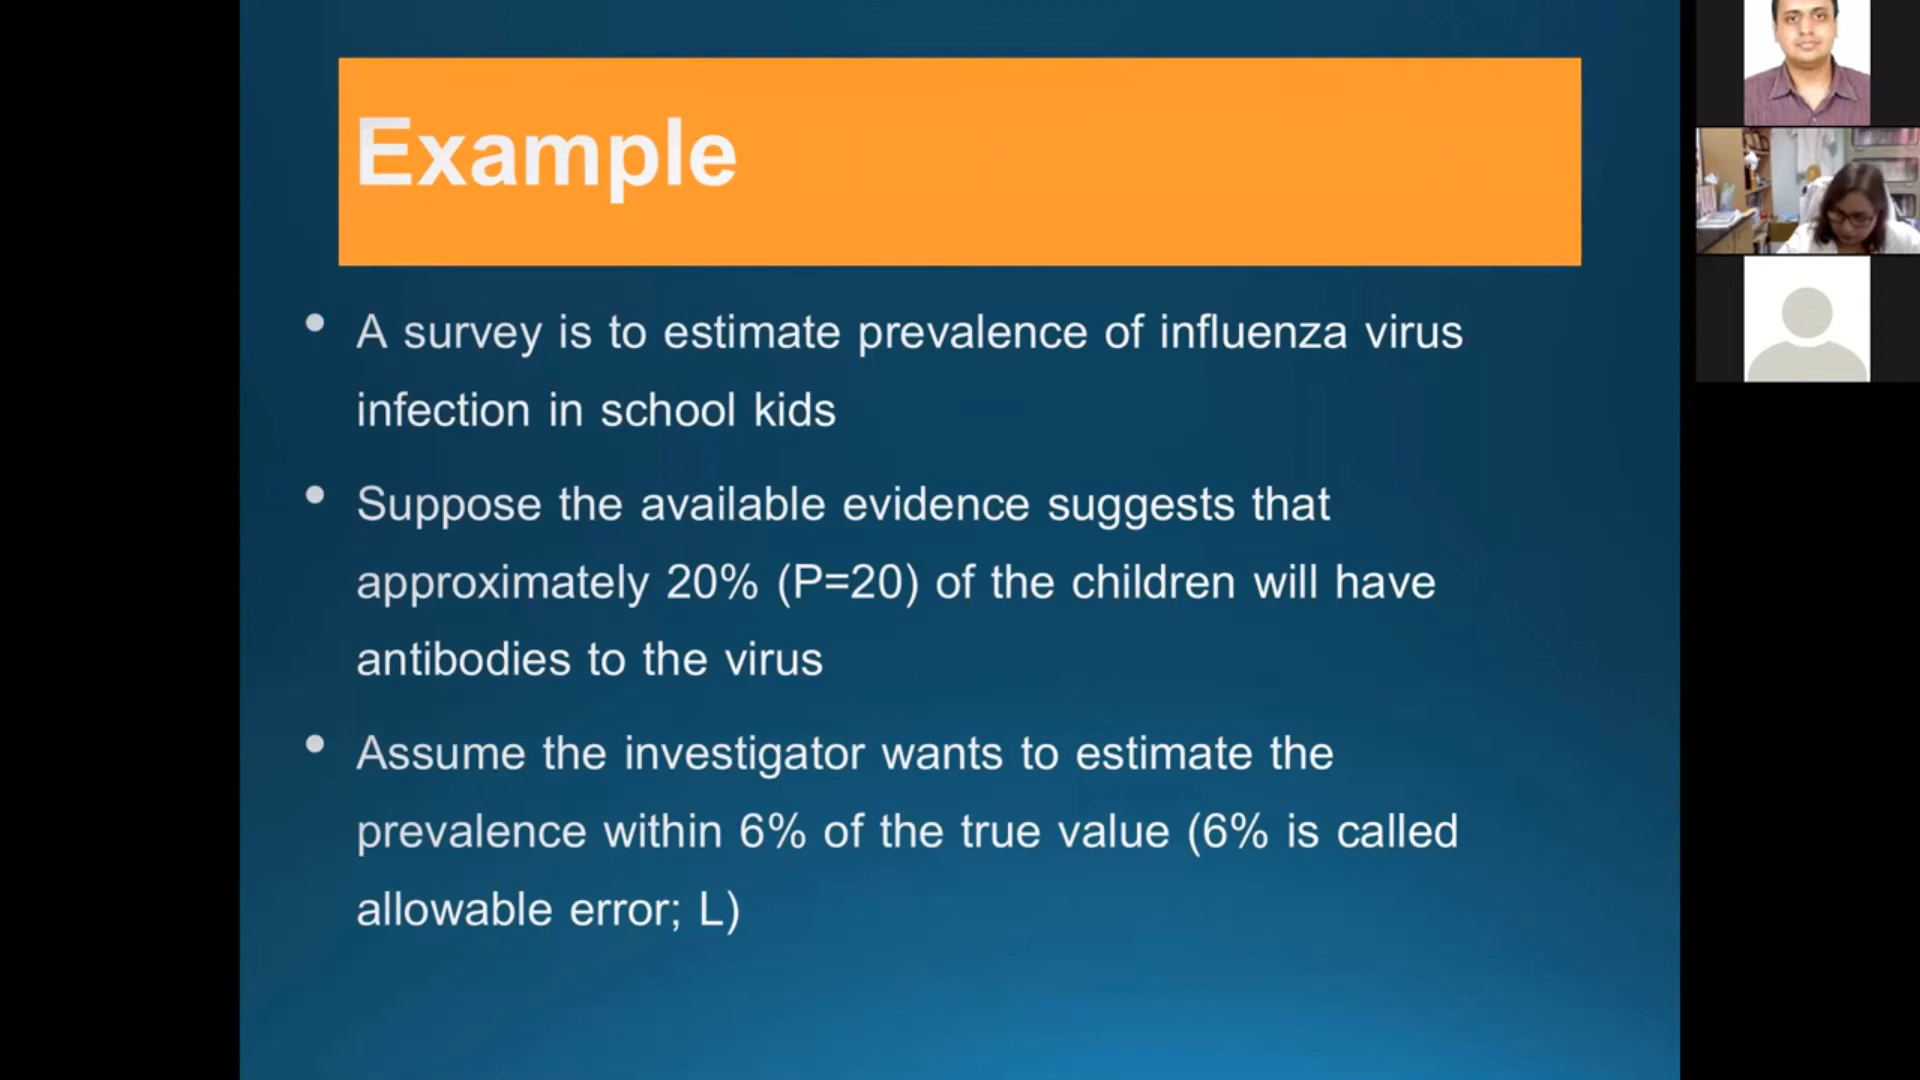 Example
• A survey is to estimate prevalence of influenza virus
infection in school kids
• Suppose the available evidence suggests that
approximately 20% (P=20) of the children will have
antibodies to the virus
• Assume the investigator wants to estimate the
prevalence within 6% of the true value (6% is called
allowable error; L)